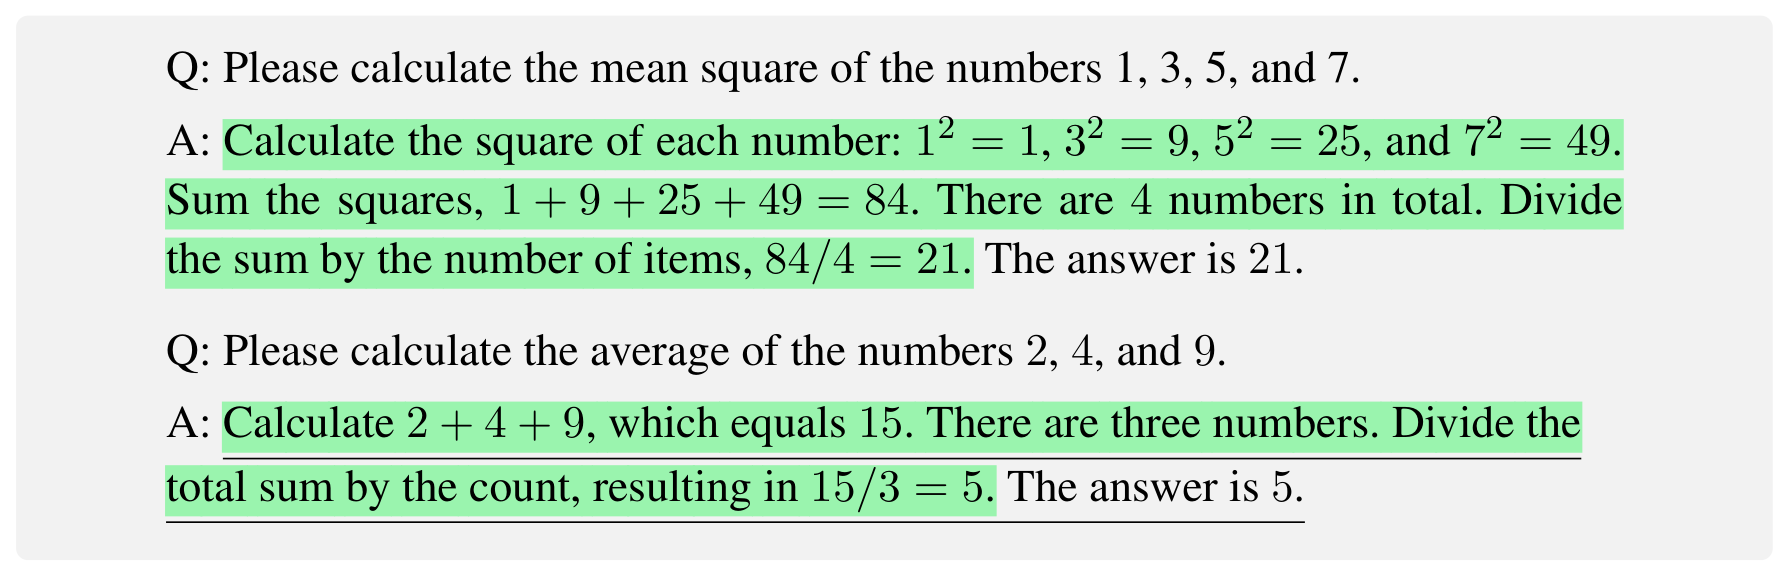 Q: Please calculate the mean square of the numbers 1, 3, 5, and 7.
A: Calculate the square of each number: 1² = 1, 3² = 9, 5² = 25, and 7² = 49.
Sum the squares, 1 + 9 + 25 + 49 = 84. There are 4 numbers in total. Divide
the sum by the number of items, 84/4 = 21. The answer is 21.
Q: Please calculate the average of the numbers 2, 4, and 9.
A: Calculate 2 + 4 + 9, which equals 15. There are three numbers. Divide the
total sum by the count, resulting in 15/3 = 5. The answer is 5.